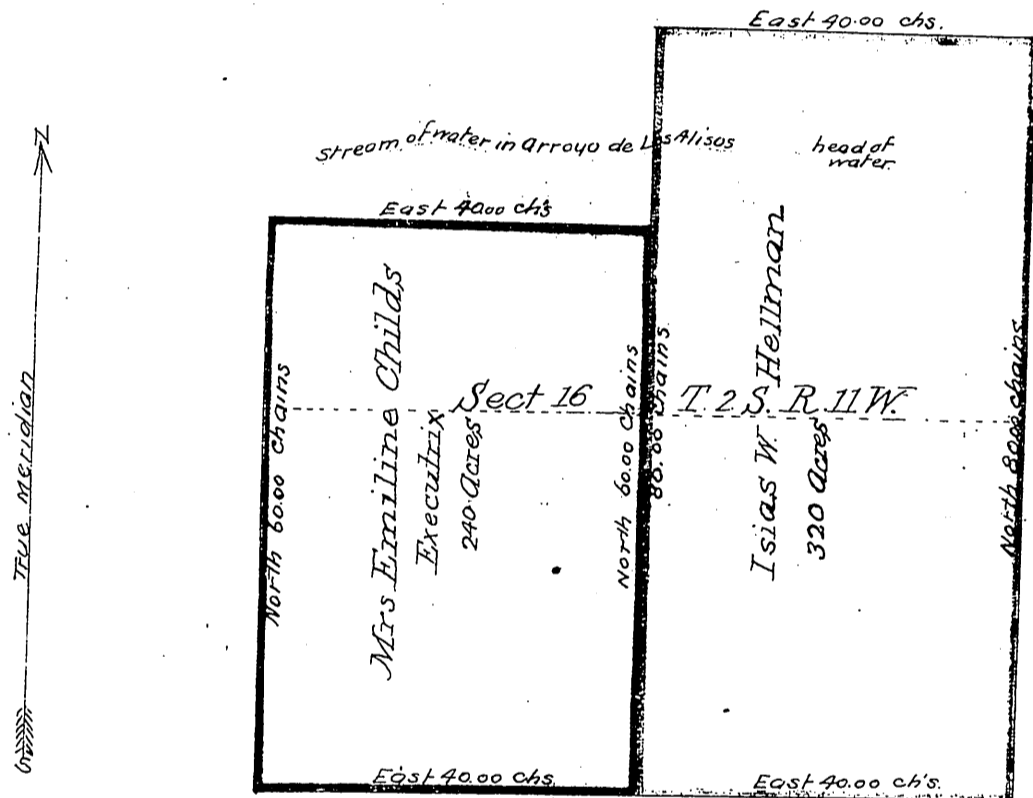 East 40.00 chs.
N
Stream of water in arroyo de Los Alisos
head of
water.
East 40.00 ch's
True Meridian
S
North 60.00 chains
Mrs Emiline Childs
Executrix
240 Acres
Sect 16
North 60.00 Chains
80.00 Chains.
T. 2 S. R. 11 W.
Isias W. Hellman
320 Acres
North 80.00 chains
East 40.00 chs.
East 40.00 ch's.